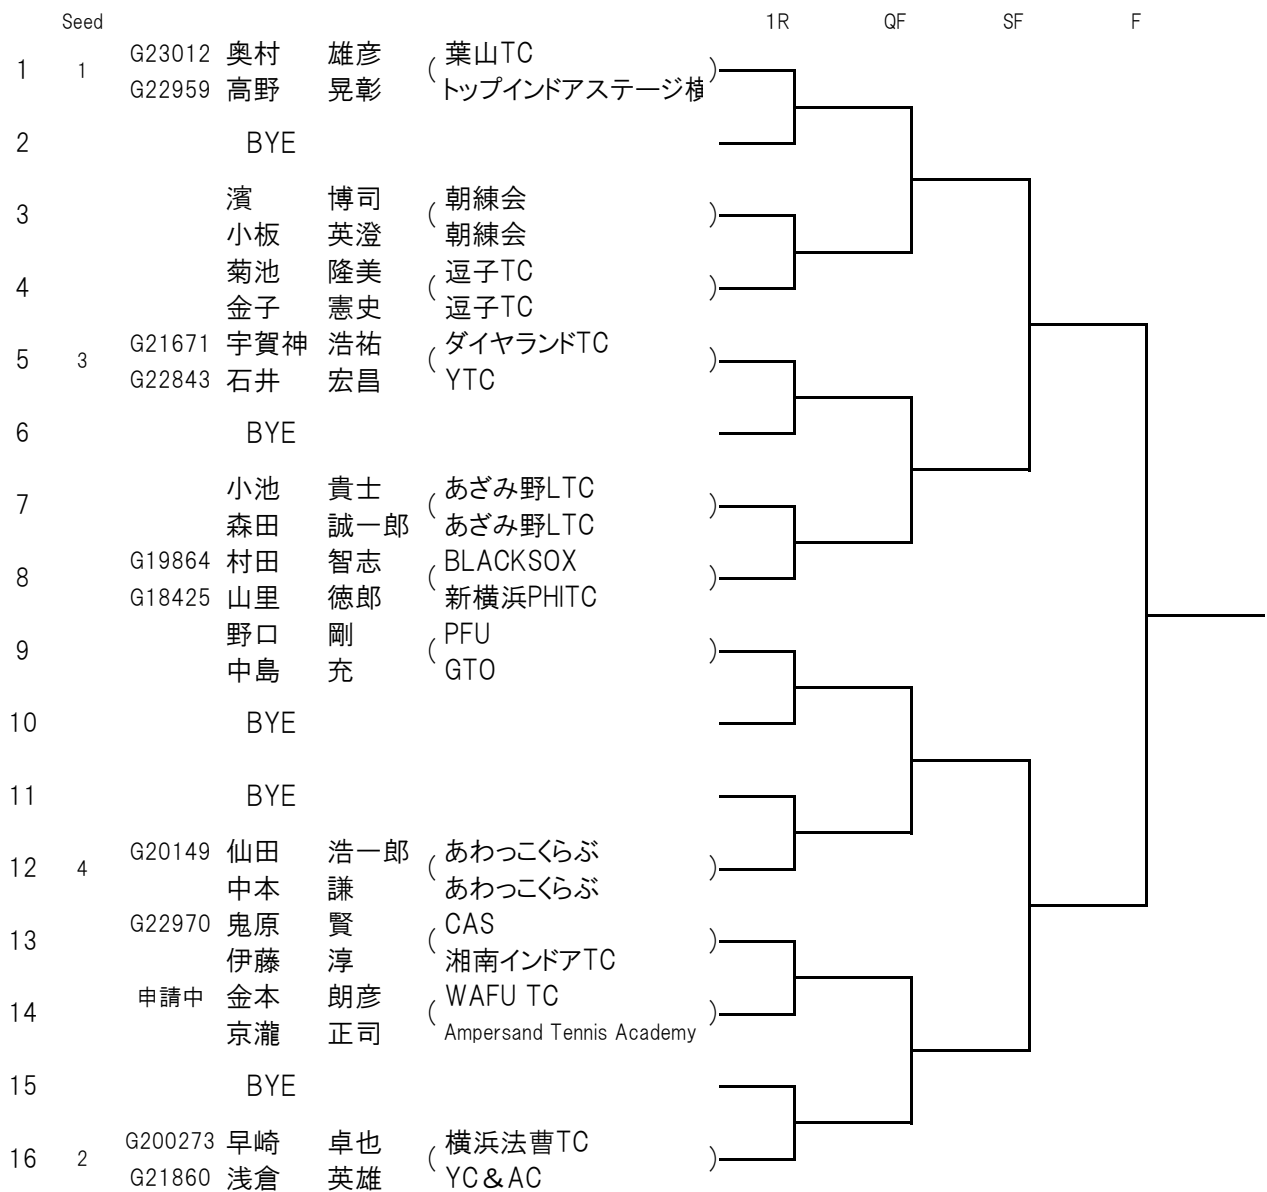 Seed 1R QF SF F
G23012 奥村 雄彦 葉山TC
1 1 ( )
G22959 高野 晃彰 トップインドアステージ横
2 BYE
濱 博司 朝練会
3 ( )
小板 英澄 朝練会
菊池 隆美 逗子TC
4 ( )
金子 憲史 逗子TC
G21671 宇賀神 浩祐 ダイヤランドTC
5 3 ( )
G22843 石井 宏昌 YTC
6 BYE
小池 貴士 あざみ野LTC
7 ( )
森田 誠一郎 あざみ野LTC
G19864 村田 智志 BLACKSOX
8 ( )
G18425 山里 徳郎 新横浜PHITC
野口 剛 PFU
9 ( )
中島 充 GTO
10 BYE
11 BYE
G20149 仙田 浩一郎 あわっこくらぶ
12 4 ( )
中本 謙 あわっこくらぶ
G22970 鬼原 賢 CAS
13 ( )
伊藤 淳 湘南インドアTC
申請中 金本 朗彦 WAFU TC
14 ( )
京瀧 正司 Ampersand Tennis Academy
15 BYE
G200273 早崎 卓也 横浜法曹TC
16 2 ( )
G21860 浅倉 英雄 YC＆AC